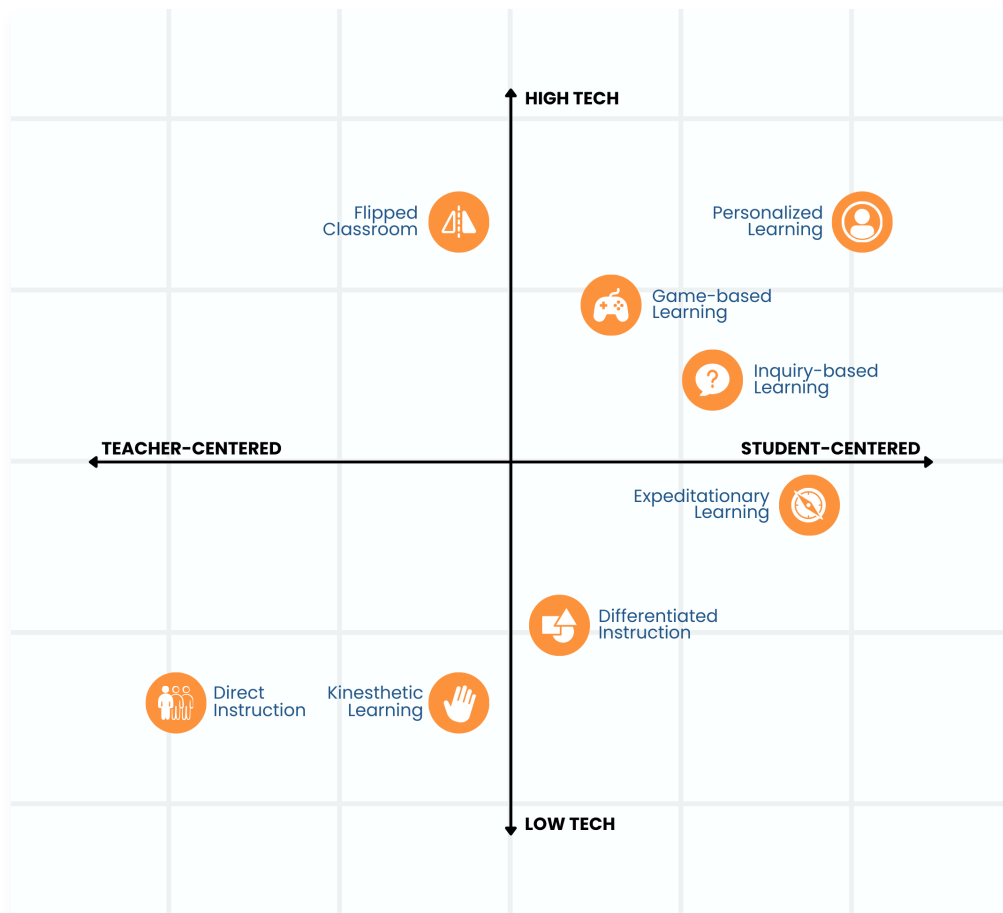 HIGH TECH
Flipped
Classroom
Personalized
Learning
Game-based
Learning
Inquiry-based
Learning
TEACHER-CENTERED
STUDENT-CENTERED
Expeditationary
Learning
Differentiated
Instruction
Direct
Instruction
Kinesthetic
Learning
LOW TECH